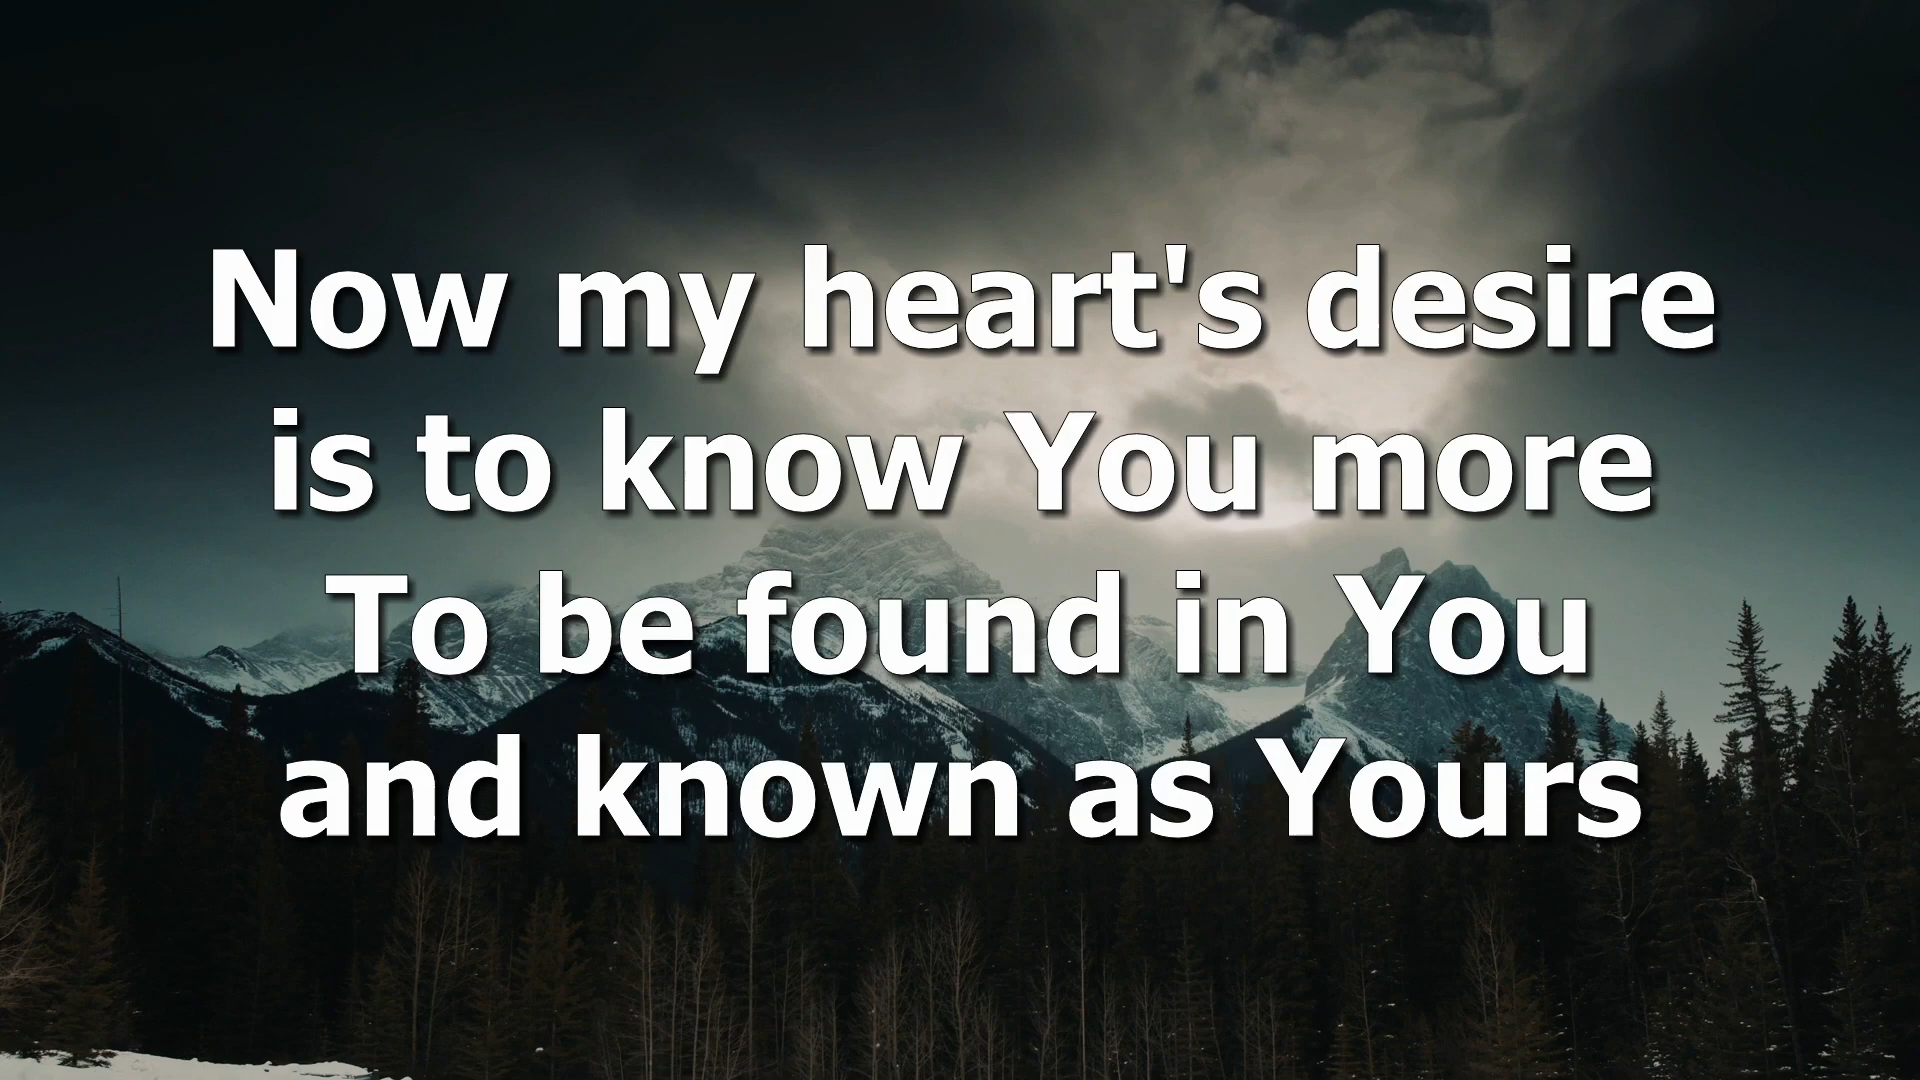 Now my heart's desire
is to know You more
To be found in You
and known as Yours